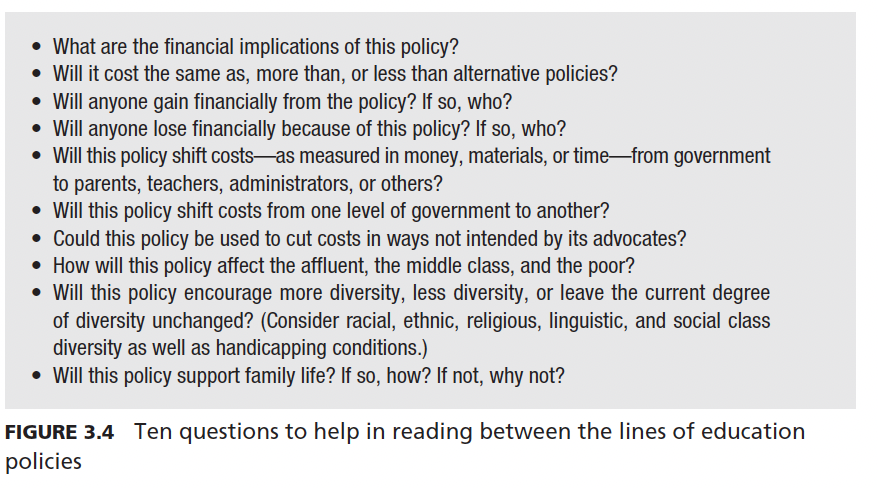 • What are the financial implications of this policy?
• Will it cost the same as, more than, or less than alternative policies?
• Will anyone gain financially from the policy? If so, who?
• Will anyone lose financially because of this policy? If so, who?
• Will this policy shift costs—as measured in money, materials, or time—from government
to parents, teachers, administrators, or others?
• Will this policy shift costs from one level of government to another?
• Could this policy be used to cut costs in ways not intended by its advocates?
• How will this policy affect the affluent, the middle class, and the poor?
• Will this policy encourage more diversity, less diversity, or leave the current degree
of diversity unchanged? (Consider racial, ethnic, religious, linguistic, and social class
diversity as well as handicapping conditions.)
• Will this policy support family life? If so, how? If not, why not?
FIGURE 3.4 Ten questions to help in reading between the lines of education
policies